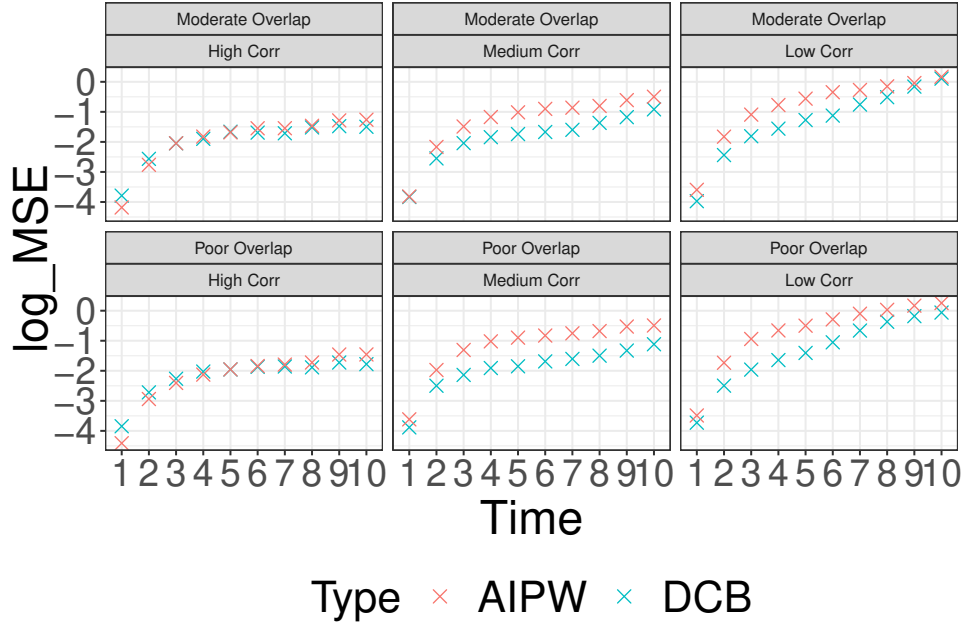 Moderate Overlap Moderate Overlap Moderate Overlap
High Corr Medium Corr Low Corr
0
−1
−2
−3
−4
Poor Overlap Poor Overlap Poor Overlap
High Corr Medium Corr Low Corr
0
−1
−2
−3
−4
log_MSE
1 2 3 4 5 6 7 8 9 10 1 2 3 4 5 6 7 8 9 10 1 2 3 4 5 6 7 8 9 10
Time
Type AIPW DCB